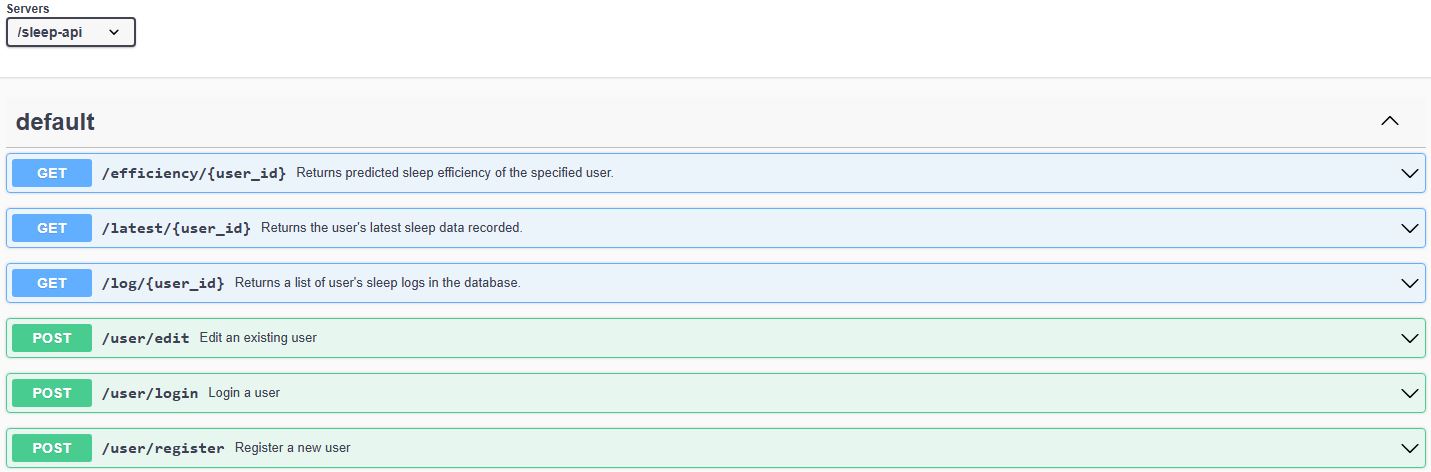 Servers
/sleep-api
default
GET /efficiency/{user_id} Returns predicted sleep efficiency of the specified user.
GET /latest/{user_id} Returns the user's latest sleep data recorded.
GET /log/{user_id} Returns a list of user's sleep logs in the database.
POST /user/edit Edit an existing user
POST /user/login Login a user
POST /user/register Register a new user